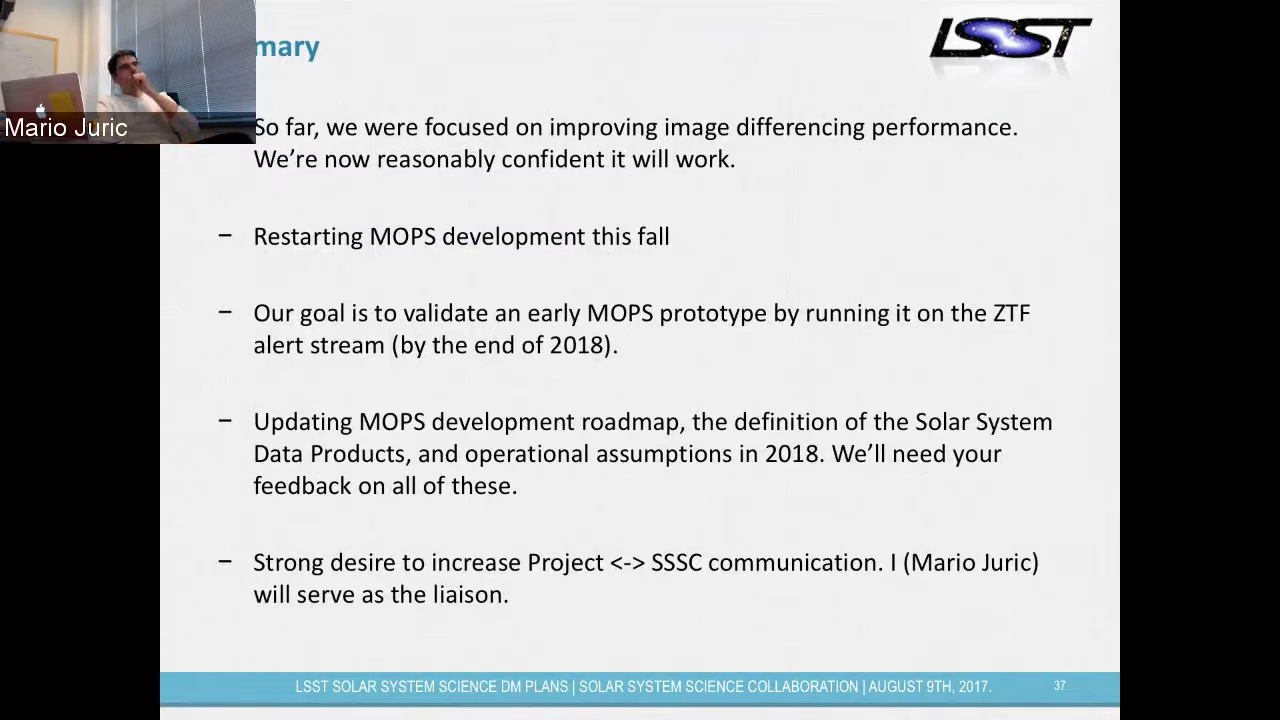 mary
LSST
Mario Juric
So far, we were focused on improving image differencing performance.
We’re now reasonably confident it will work.
− Restarting MOPS development this fall
− Our goal is to validate an early MOPS prototype by running it on the ZTF
alert stream (by the end of 2018).
− Updating MOPS development roadmap, the definition of the Solar System
Data Products, and operational assumptions in 2018. We’ll need your
feedback on all of these.
− Strong desire to increase Project <-> SSSC communication. I (Mario Juric)
will serve as the liaison.
LSST SOLAR SYSTEM SCIENCE DM PLANS | SOLAR SYSTEM SCIENCE COLLABORATION | AUGUST 9TH, 2017.
37